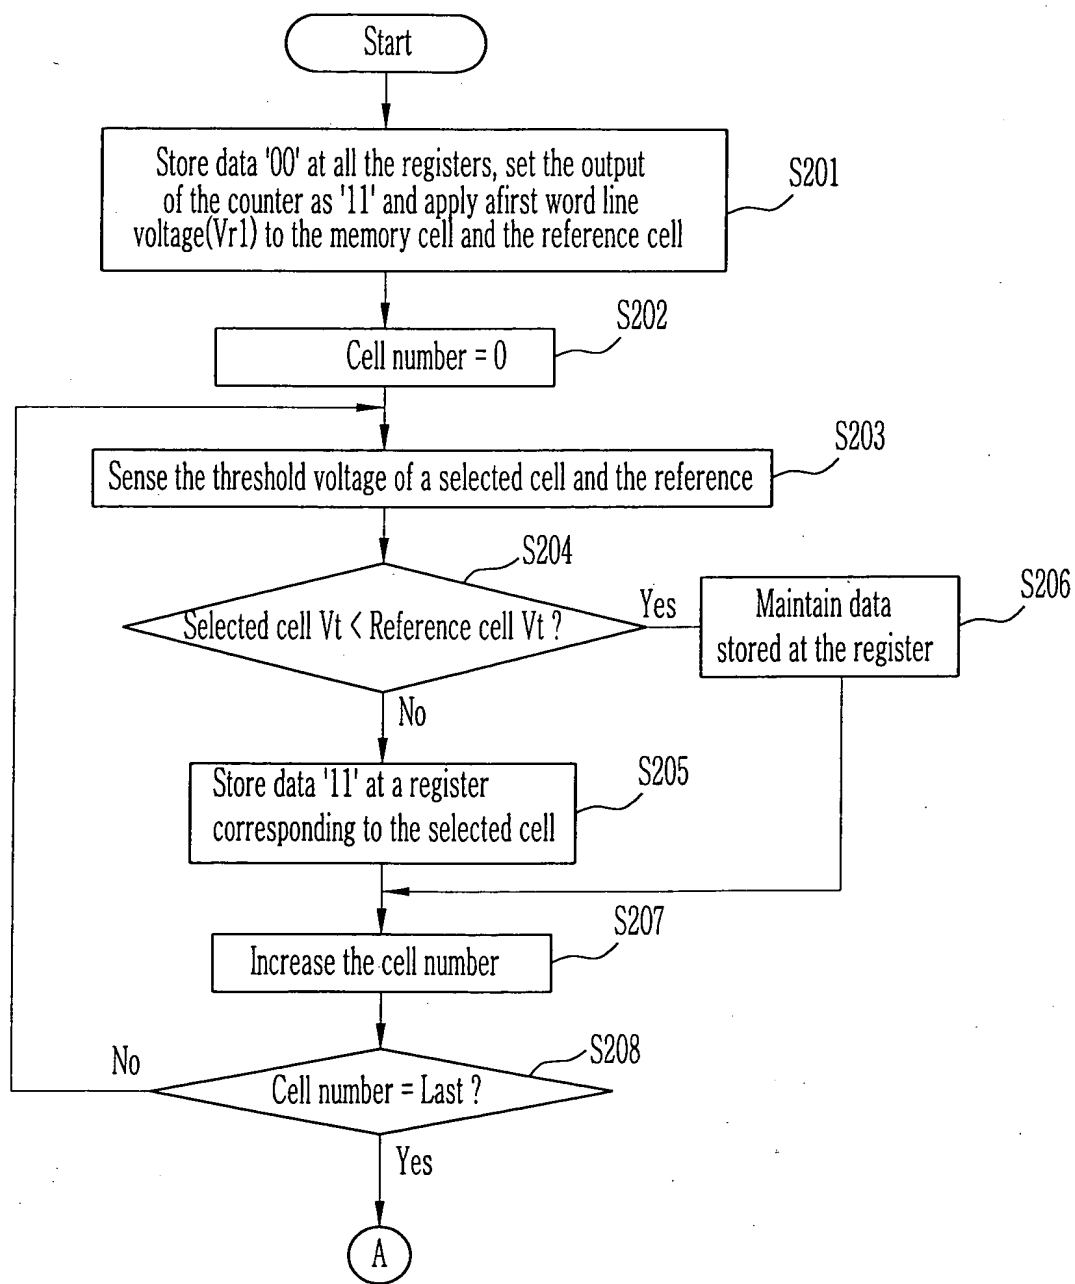 Start
Store data '00' at all the registers, set the output
of the counter as '11' and apply afirst word line
voltage(Vr1) to the memory cell and the reference cell
S201
S202
Cell number = 0
S203
Sense the threshold voltage of a selected cell and the reference
S204
Selected cell Vt < Reference cell Vt ?
Yes
Maintain data
stored at the register
S206
No
Store data '11' at a register
corresponding to the selected cell
S205
S207
Increase the cell number
S208
No
Cell number = Last ?
Yes
A